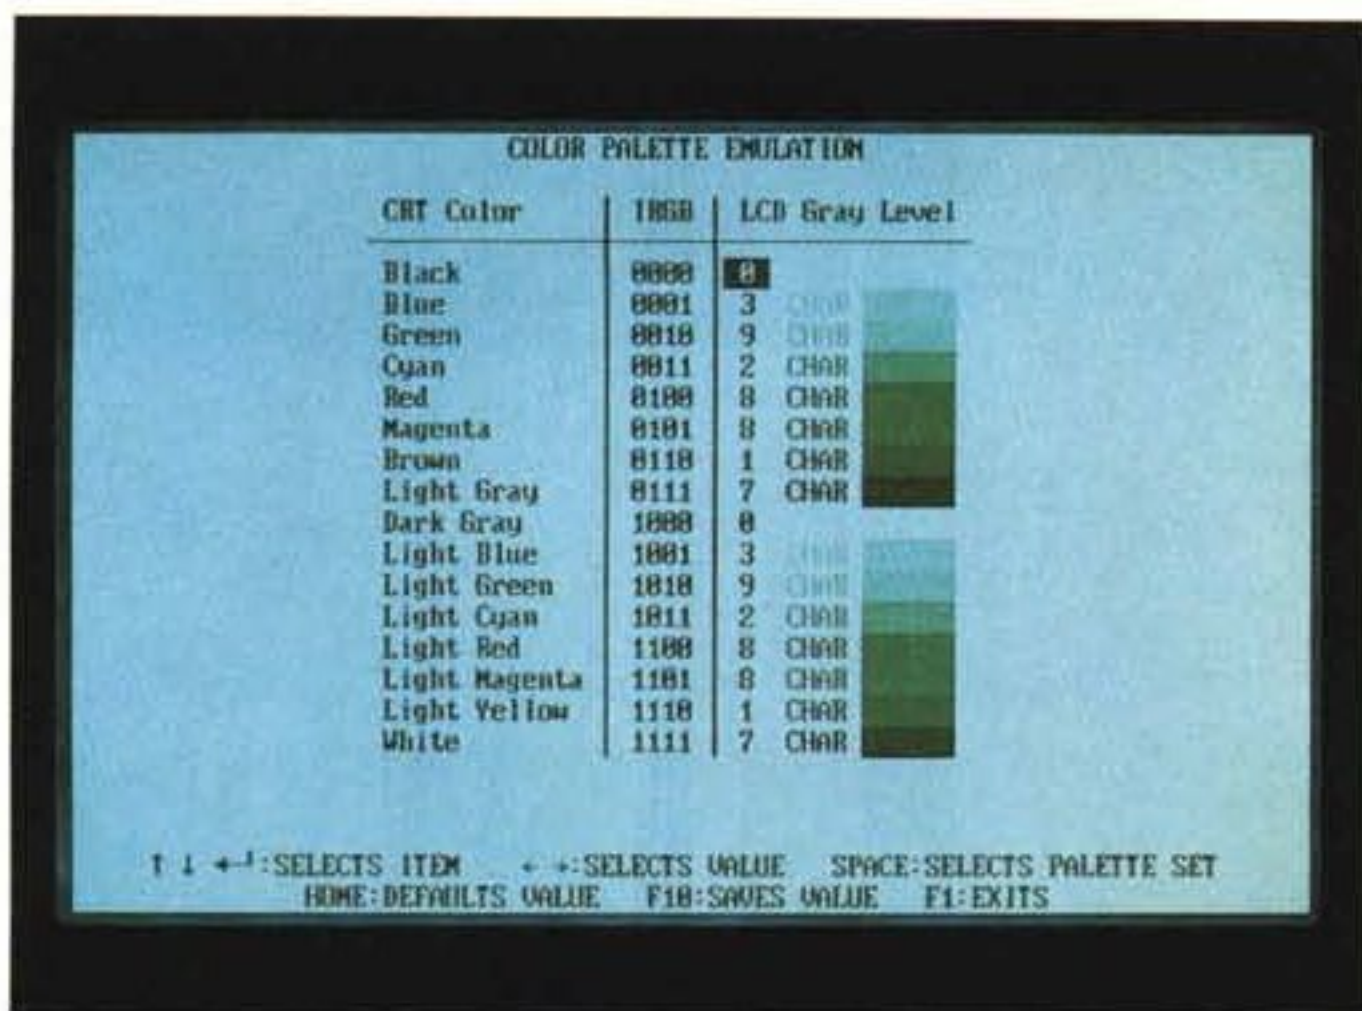 COLOR PALETTE EMULATION
CRT Color IRGB LCD Gray Level
Black 0000 0
Blue 0001 3 CHAR
Green 0010 9 CHAR
Cyan 0011 2 CHAR
Red 0100 8 CHAR
Magenta 0101 8 CHAR
Brown 0110 1 CHAR
Light Gray 0111 7 CHAR
Dark Gray 1000 0
Light Blue 1001 3 CHAR
Light Green 1010 9 CHAR
Light Cyan 1011 2 CHAR
Light Red 1100 8 CHAR
Light Magenta 1101 8 CHAR
Light Yellow 1110 1 CHAR
White 1111 7 CHAR
↑ ↓ ←┘:SELECTS ITEM ← →:SELECTS VALUE SPACE:SELECTS PALETTE SET
HOME:DEFAULTS VALUE F10:SAVES VALUE F1:EXITS